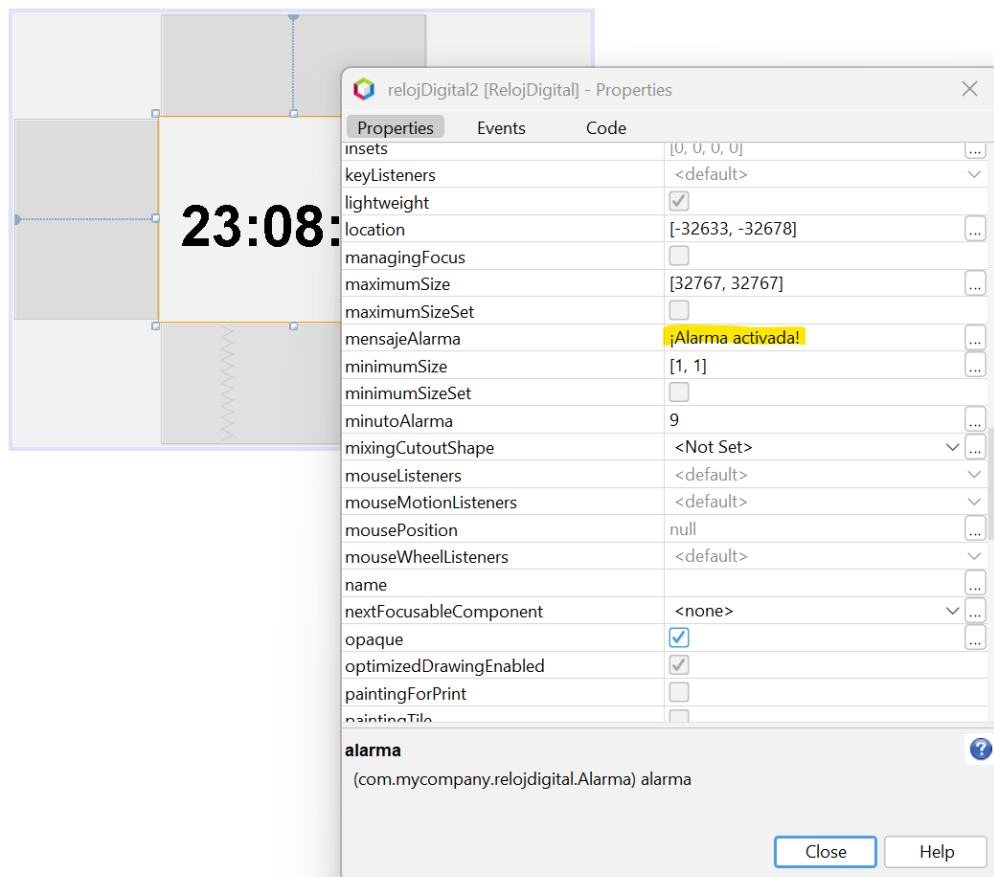 23:08:
relojDigital2 [RelojDigital] - Properties
Properties Events Code
insets [0, 0, 0, 0] ...
keyListeners <default>
lightweight
location [-32633, -32678] ...
managingFocus
maximumSize [32767, 32767] ...
maximumSizeSet
mensajeAlarma ¡Alarma activada! ...
minimumSize [1, 1] ...
minimumSizeSet
minutoAlarma 9 ...
mixingCutoutShape <Not Set> ...
mouseListeners <default>
mouseMotionListeners <default>
mousePosition null ...
mouseWheelListeners <default>
name ...
nextFocusableComponent <none> ...
opaque ...
optimizedDrawingEnabled
paintingForPrint
paintingTile
alarma
?
(com.mycompany.relojdigital.Alarma) alarma
Close Help